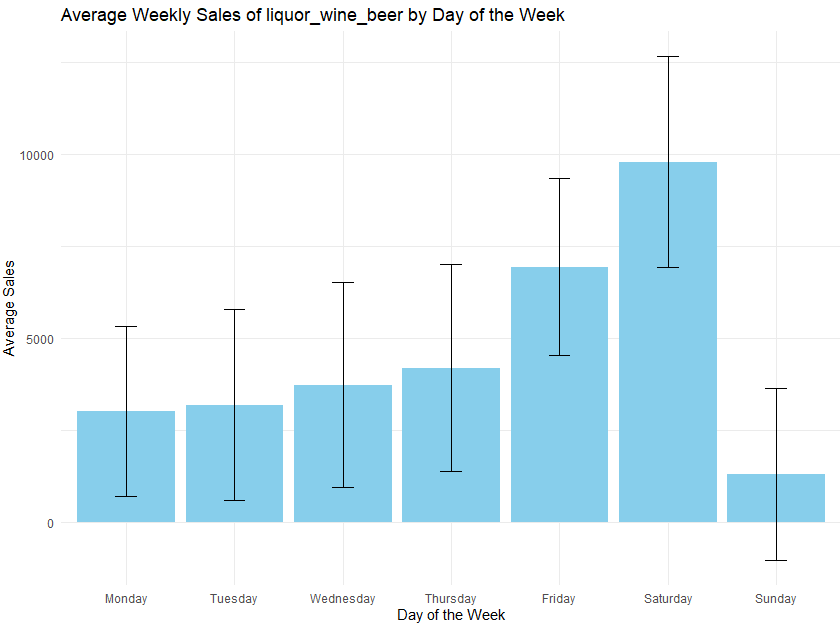 Average Weekly Sales of liquor_wine_beer by Day of the Week
Average Sales
10000
5000
0
Monday Tuesday Wednesday Thursday Friday Saturday Sunday
Day of the Week